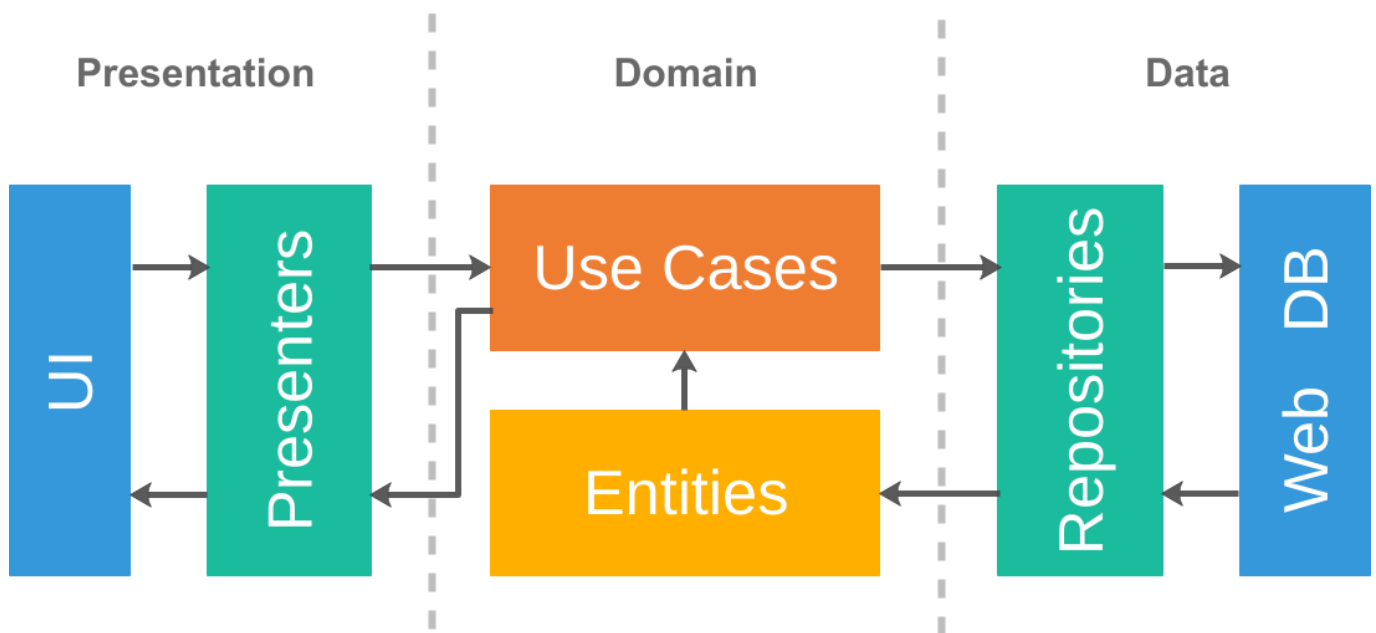 Presentation
Domain
Data
UI
Presenters
Use Cases
Entities
Repositories
Web DB